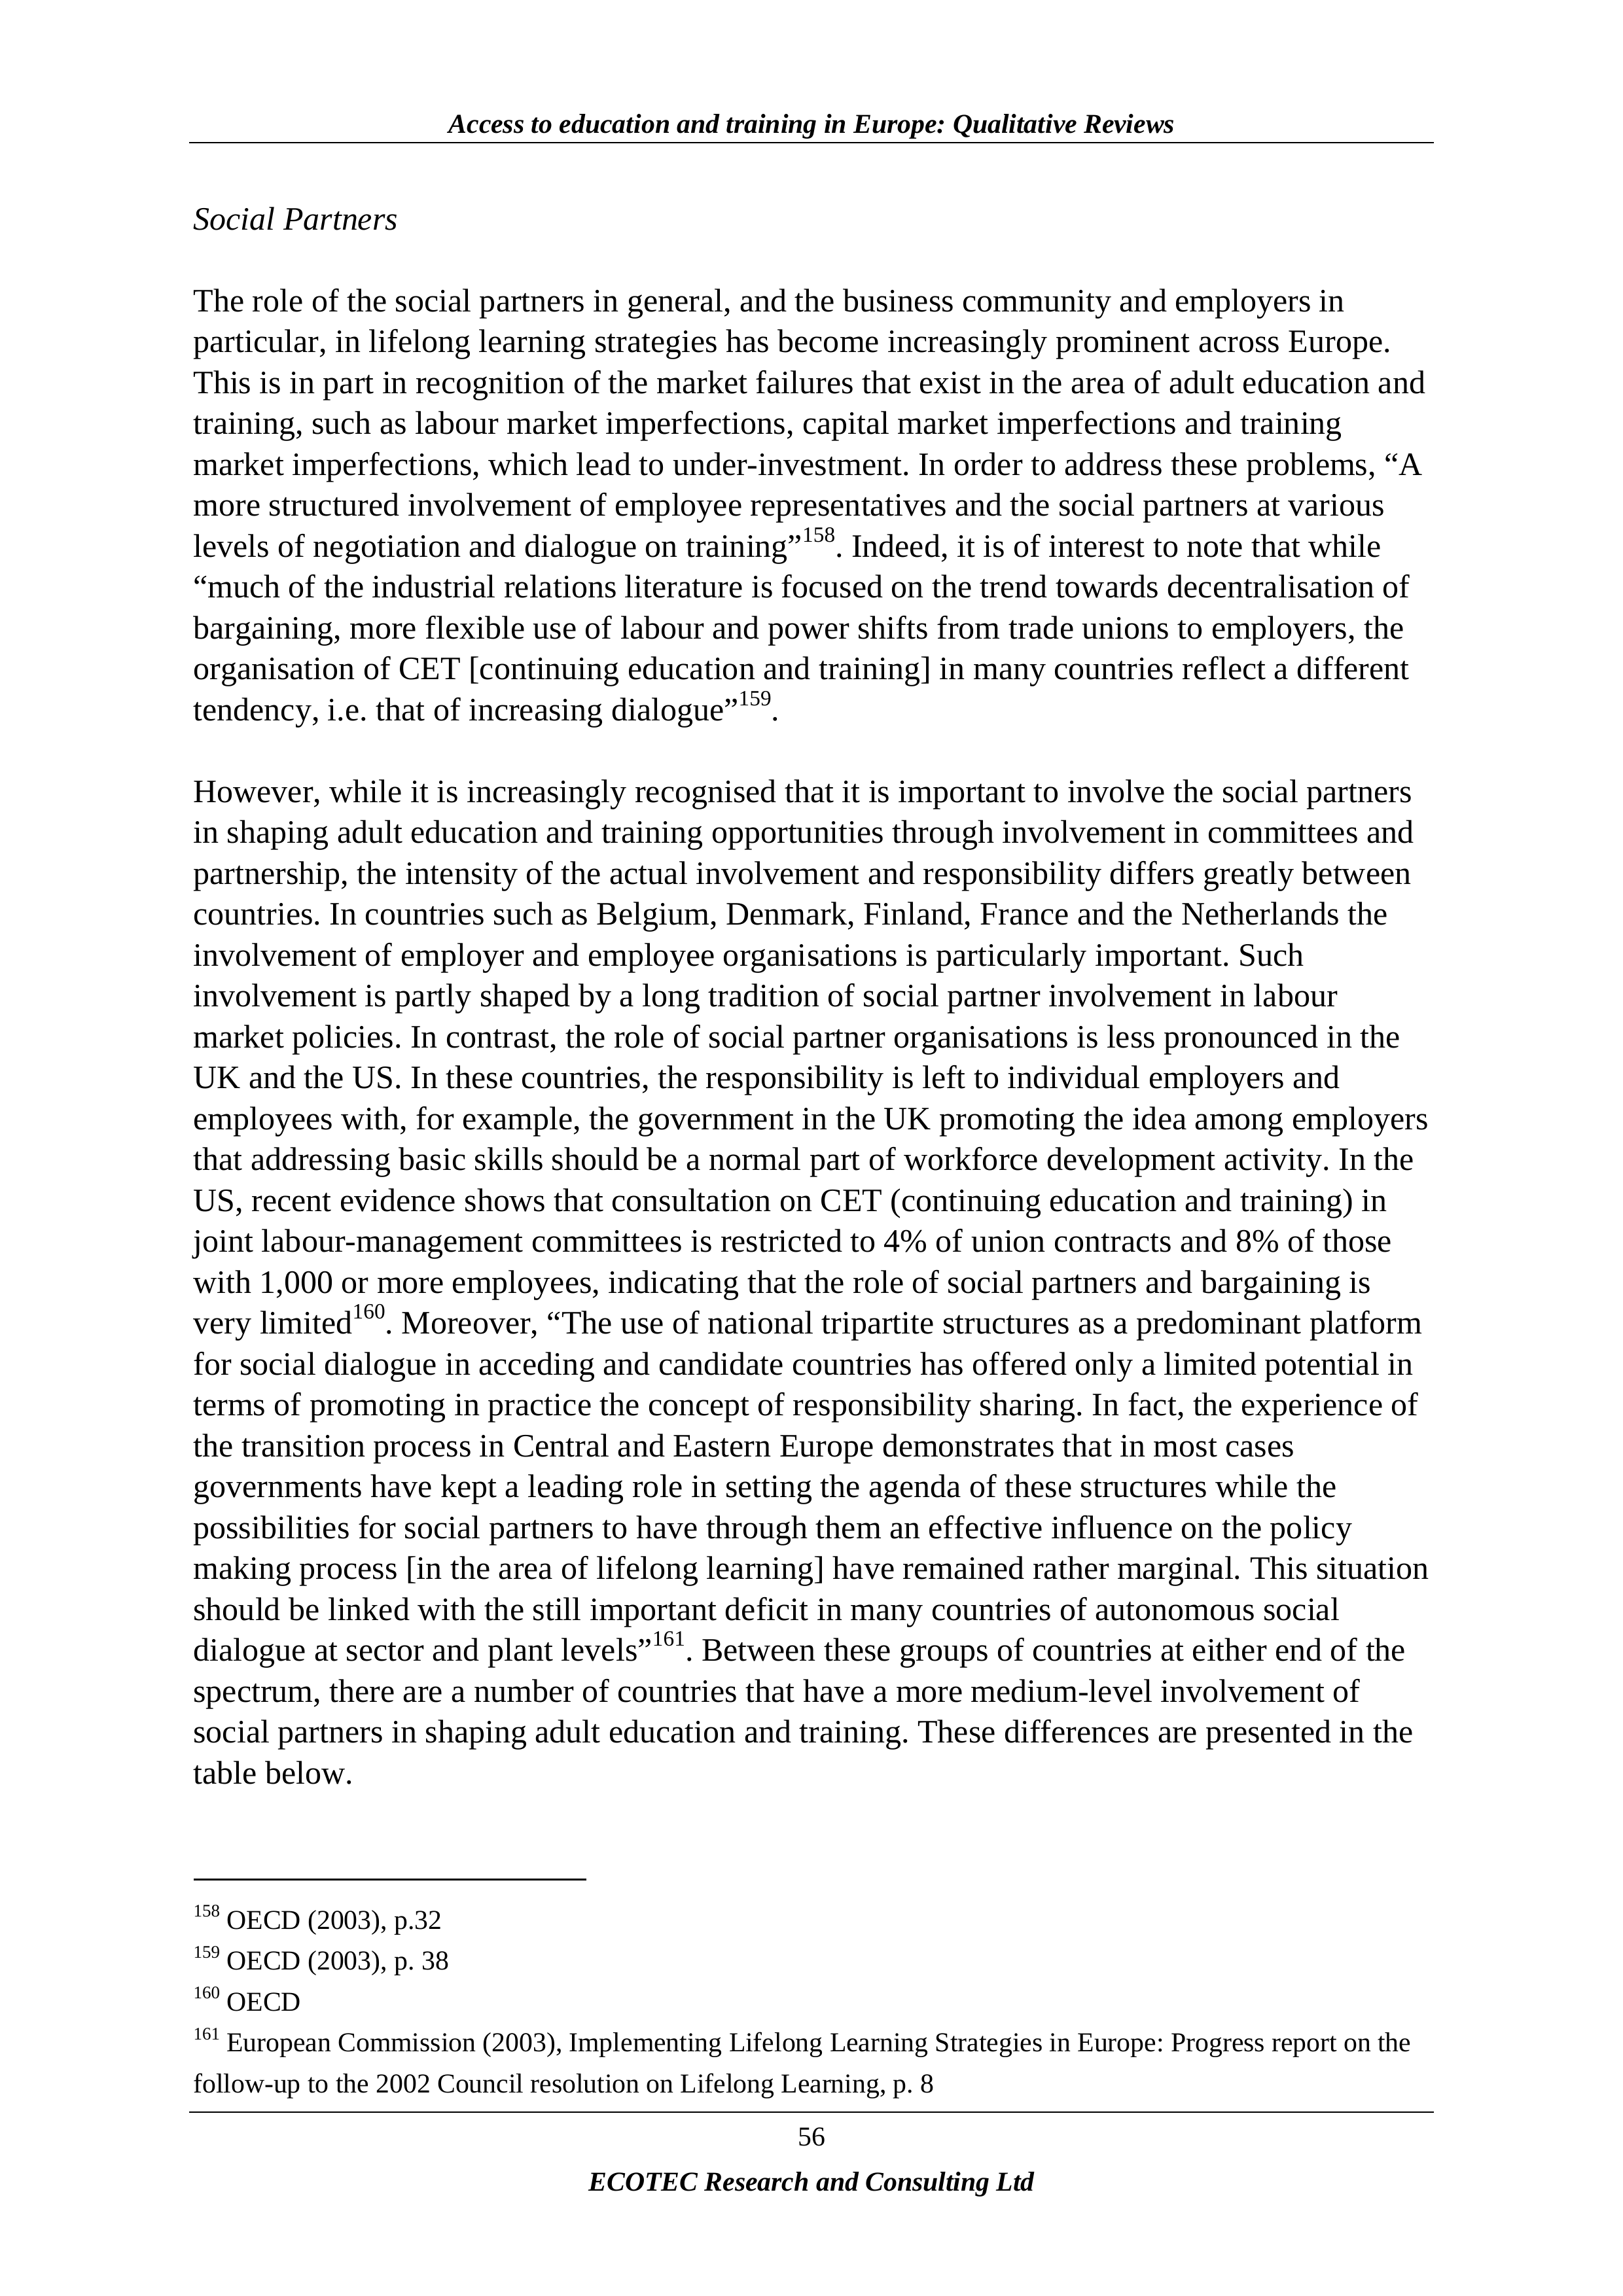 Access to education and training in Europe: Qualitative Reviews
Social Partners
The role of the social partners in general, and the business community and employers in
particular, in lifelong learning strategies has become increasingly prominent across Europe.
This is in part in recognition of the market failures that exist in the area of adult education and
training, such as labour market imperfections, capital market imperfections and training
market imperfections, which lead to under-investment. In order to address these problems, “A
more structured involvement of employee representatives and the social partners at various
levels of negotiation and dialogue on training”158. Indeed, it is of interest to note that while
“much of the industrial relations literature is focused on the trend towards decentralisation of
bargaining, more flexible use of labour and power shifts from trade unions to employers, the
organisation of CET [continuing education and training] in many countries reflect a different
tendency, i.e. that of increasing dialogue”159.
However, while it is increasingly recognised that it is important to involve the social partners
in shaping adult education and training opportunities through involvement in committees and
partnership, the intensity of the actual involvement and responsibility differs greatly between
countries. In countries such as Belgium, Denmark, Finland, France and the Netherlands the
involvement of employer and employee organisations is particularly important. Such
involvement is partly shaped by a long tradition of social partner involvement in labour
market policies. In contrast, the role of social partner organisations is less pronounced in the
UK and the US. In these countries, the responsibility is left to individual employers and
employees with, for example, the government in the UK promoting the idea among employers
that addressing basic skills should be a normal part of workforce development activity. In the
US, recent evidence shows that consultation on CET (continuing education and training) in
joint labour-management committees is restricted to 4% of union contracts and 8% of those
with 1,000 or more employees, indicating that the role of social partners and bargaining is
very limited160. Moreover, “The use of national tripartite structures as a predominant platform
for social dialogue in acceding and candidate countries has offered only a limited potential in
terms of promoting in practice the concept of responsibility sharing. In fact, the experience of
the transition process in Central and Eastern Europe demonstrates that in most cases
governments have kept a leading role in setting the agenda of these structures while the
possibilities for social partners to have through them an effective influence on the policy
making process [in the area of lifelong learning] have remained rather marginal. This situation
should be linked with the still important deficit in many countries of autonomous social
dialogue at sector and plant levels”161. Between these groups of countries at either end of the
spectrum, there are a number of countries that have a more medium-level involvement of
social partners in shaping adult education and training. These differences are presented in the
table below.
158 OECD (2003), p.32
159 OECD (2003), p. 38
160 OECD
161 European Commission (2003), Implementing Lifelong Learning Strategies in Europe: Progress report on the
follow-up to the 2002 Council resolution on Lifelong Learning, p. 8
56
ECOTEC Research and Consulting Ltd